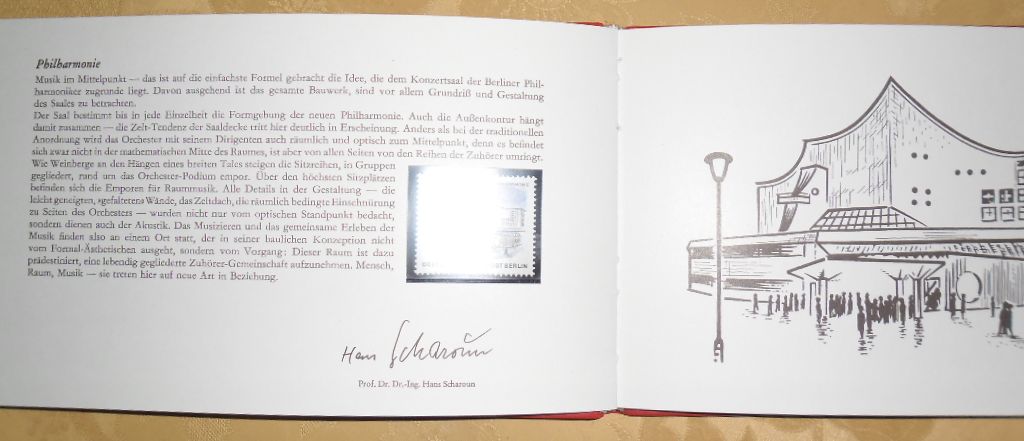 Philharmonie
Musik im Mittelpunkt — das ist auf die einfachste Formel gebracht die Idee, die dem Konzertsaal der Berliner Phil-
harmoniker zugrunde liegt. Davon ausgehend ist das gesamte Bauwerk, sind vor allem Grundriß und Gestaltung
des Saales zu betrachten.
Der Saal bestimmt bis in jede Einzelheit die Formgebung der neuen Philharmonie. Auch die Außenkontur hängt
damit zusammen — die Zelt-Tendenz der Saaldecke tritt hier deutlich in Erscheinung. Anders als bei der traditionellen
Anordnung wird das Orchester mit seinem Dirigenten auch räumlich und optisch zum Mittelpunkt, denn es befindet
sich zwar nicht in der mathematischen Mitte des Raumes, ist aber von allen Seiten von den Reihen der Zuhörer umringt.
Wie Weinberge an den Hängen eines breiten Tales steigen die Sitzreihen, in Gruppen
gegliedert, rund um das Orchester-Podium empor. Über den höchsten Sitzplätzen
befinden sich die Emporen für Raummusik. Alle Details in der Gestaltung — die
leicht geneigten, »gefalteten« Wände, das Zeltdach, die räumlich bedingte Einschnürung
zu Seiten des Orchesters — wurden nicht nur vom optischen Standpunkt bedacht,
sondern dienen auch der Akustik. Das Musizieren und das gemeinsame Erleben der
Musik finden also an einem Ort statt, der in seiner baulichen Konzeption nicht
vom Formal-Ästhetischen ausgeht, sondern vom Vorgang: Dieser Raum ist dazu
prädestiniert, eine lebendig gegliederte Zuhörer-Gemeinschaft aufzunehmen. Mensch,
Raum, Musik — sie treten hier auf neue Art in Beziehung.
BERLIN
Hans Scharoun
Prof. Dr. Dr.-Ing. Hans Scharoun